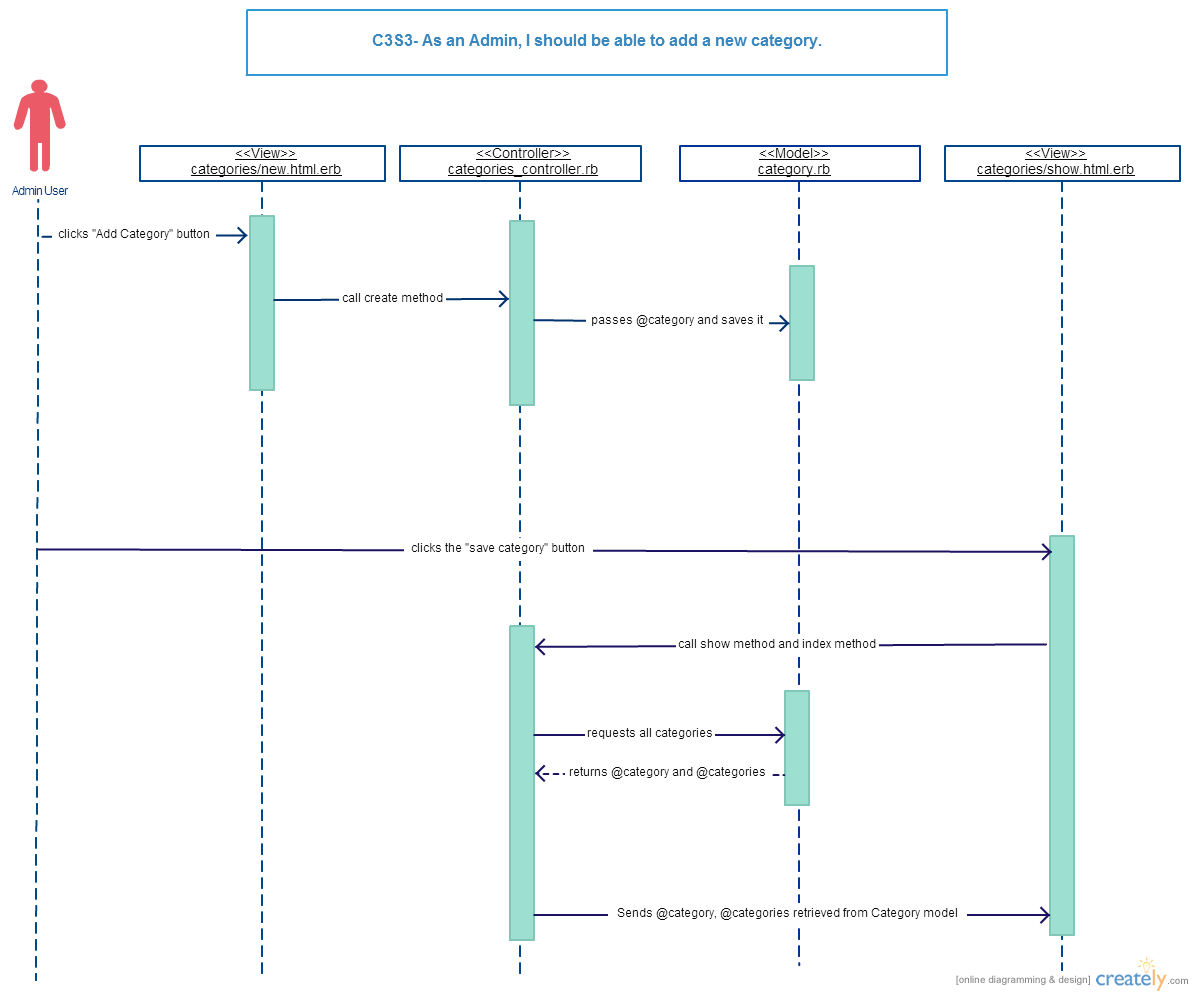 C3S3- As an Admin, I should be able to add a new category.
Admin User
<<View>>
categories/new.html.erb
<<Controller>>
categories_controller.rb
<<Model>>
category.rb
<<View>>
categories/show.html.erb
clicks "Add Category" button
call create method
passes @category and saves it
clicks the "save category" button
call show method and index method
requests all categories
returns @category and @categories
Sends @category, @categories retrieved from Category model
[online diagramming & design] creately.com